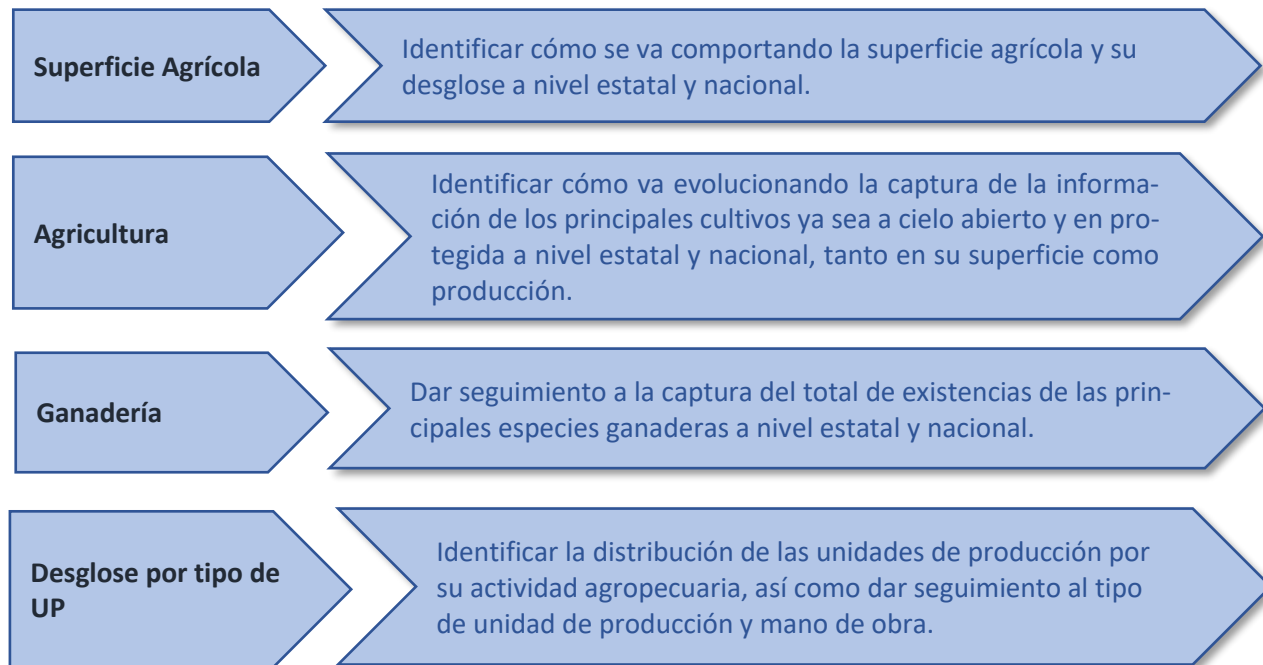 Superficie Agrícola
Identificar cómo se va comportando la superficie agrícola y su
desglose a nivel estatal y nacional.
Agricultura
Identificar cómo va evolucionando la captura de la informa-
ción de los principales cultivos ya sea a cielo abierto y en pro-
tegida a nivel estatal y nacional, tanto en su superficie como
producción.
Ganadería
Dar seguimiento a la captura del total de existencias de las prin-
cipales especies ganaderas a nivel estatal y nacional.
Desglose por tipo de
UP
Identificar la distribución de las unidades de producción por
su actividad agropecuaria, así como dar seguimiento al tipo
de unidad de producción y mano de obra.